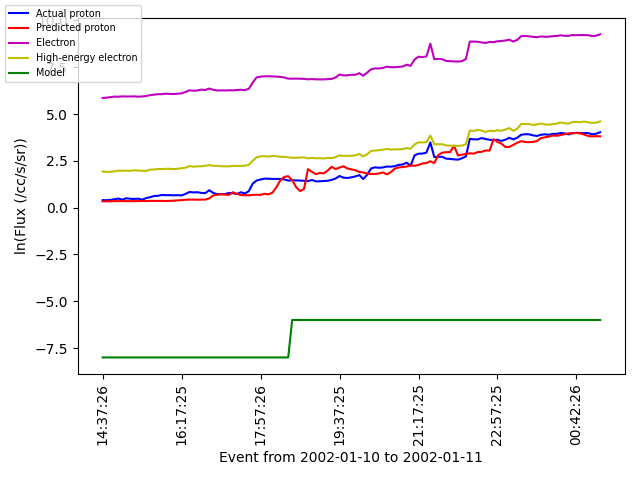 Actual proton
Predicted proton
Electron
High-energy electron
Model
5.0
2.5
0.0
−2.5
−5.0
−7.5
ln(Flux (/cc/s/sr))
14:37:26
16:17:25
17:57:26
19:37:25
21:17:25
22:57:25
00:42:26
Event from 2002-01-10 to 2002-01-11